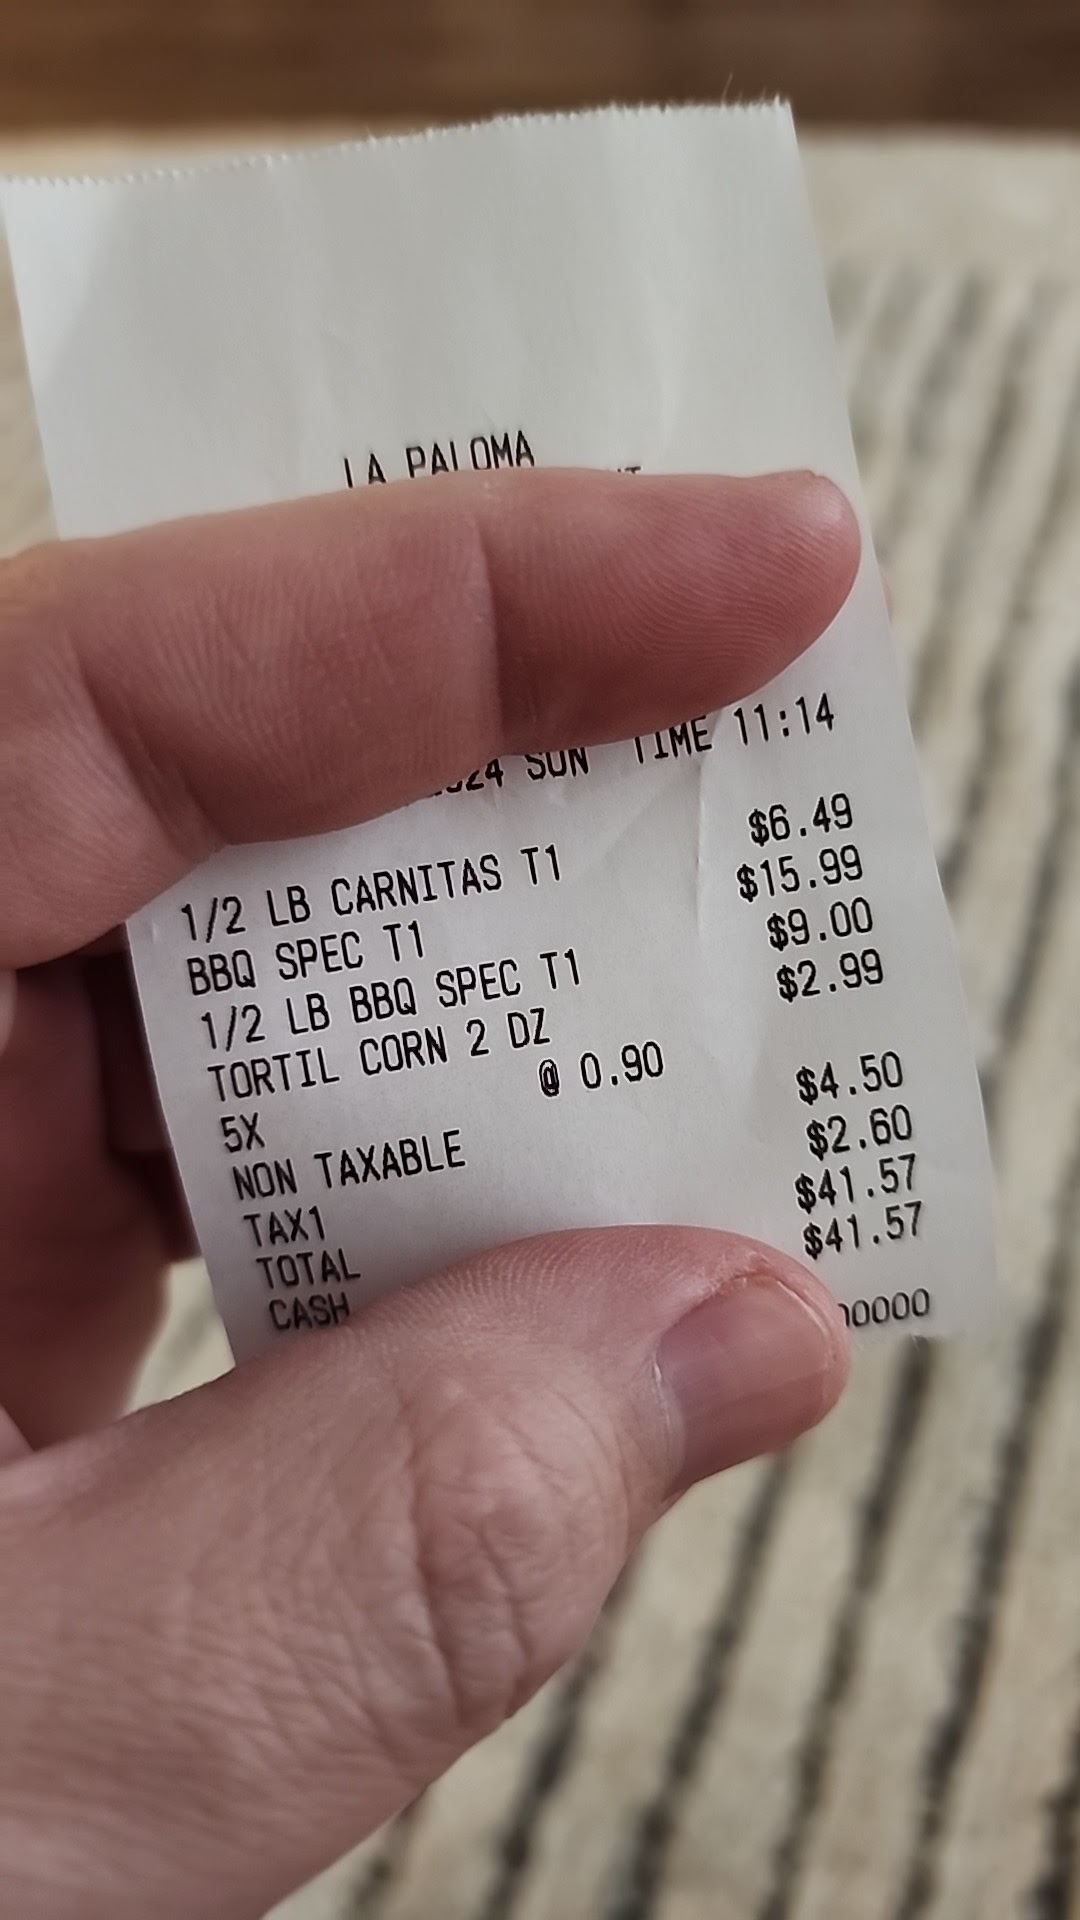 LA PALOMA
SUN TIME 11:14
1/2 LB CARNITAS T1 $6.49
BBQ SPEC T1 $15.99
1/2 LB BBQ SPEC T1 $9.00
TORTIL CORN 2 DZ $2.99
5X @ 0.90
NON TAXABLE $4.50
TAX1 $2.60
TOTAL $41.57
CASH $41.57